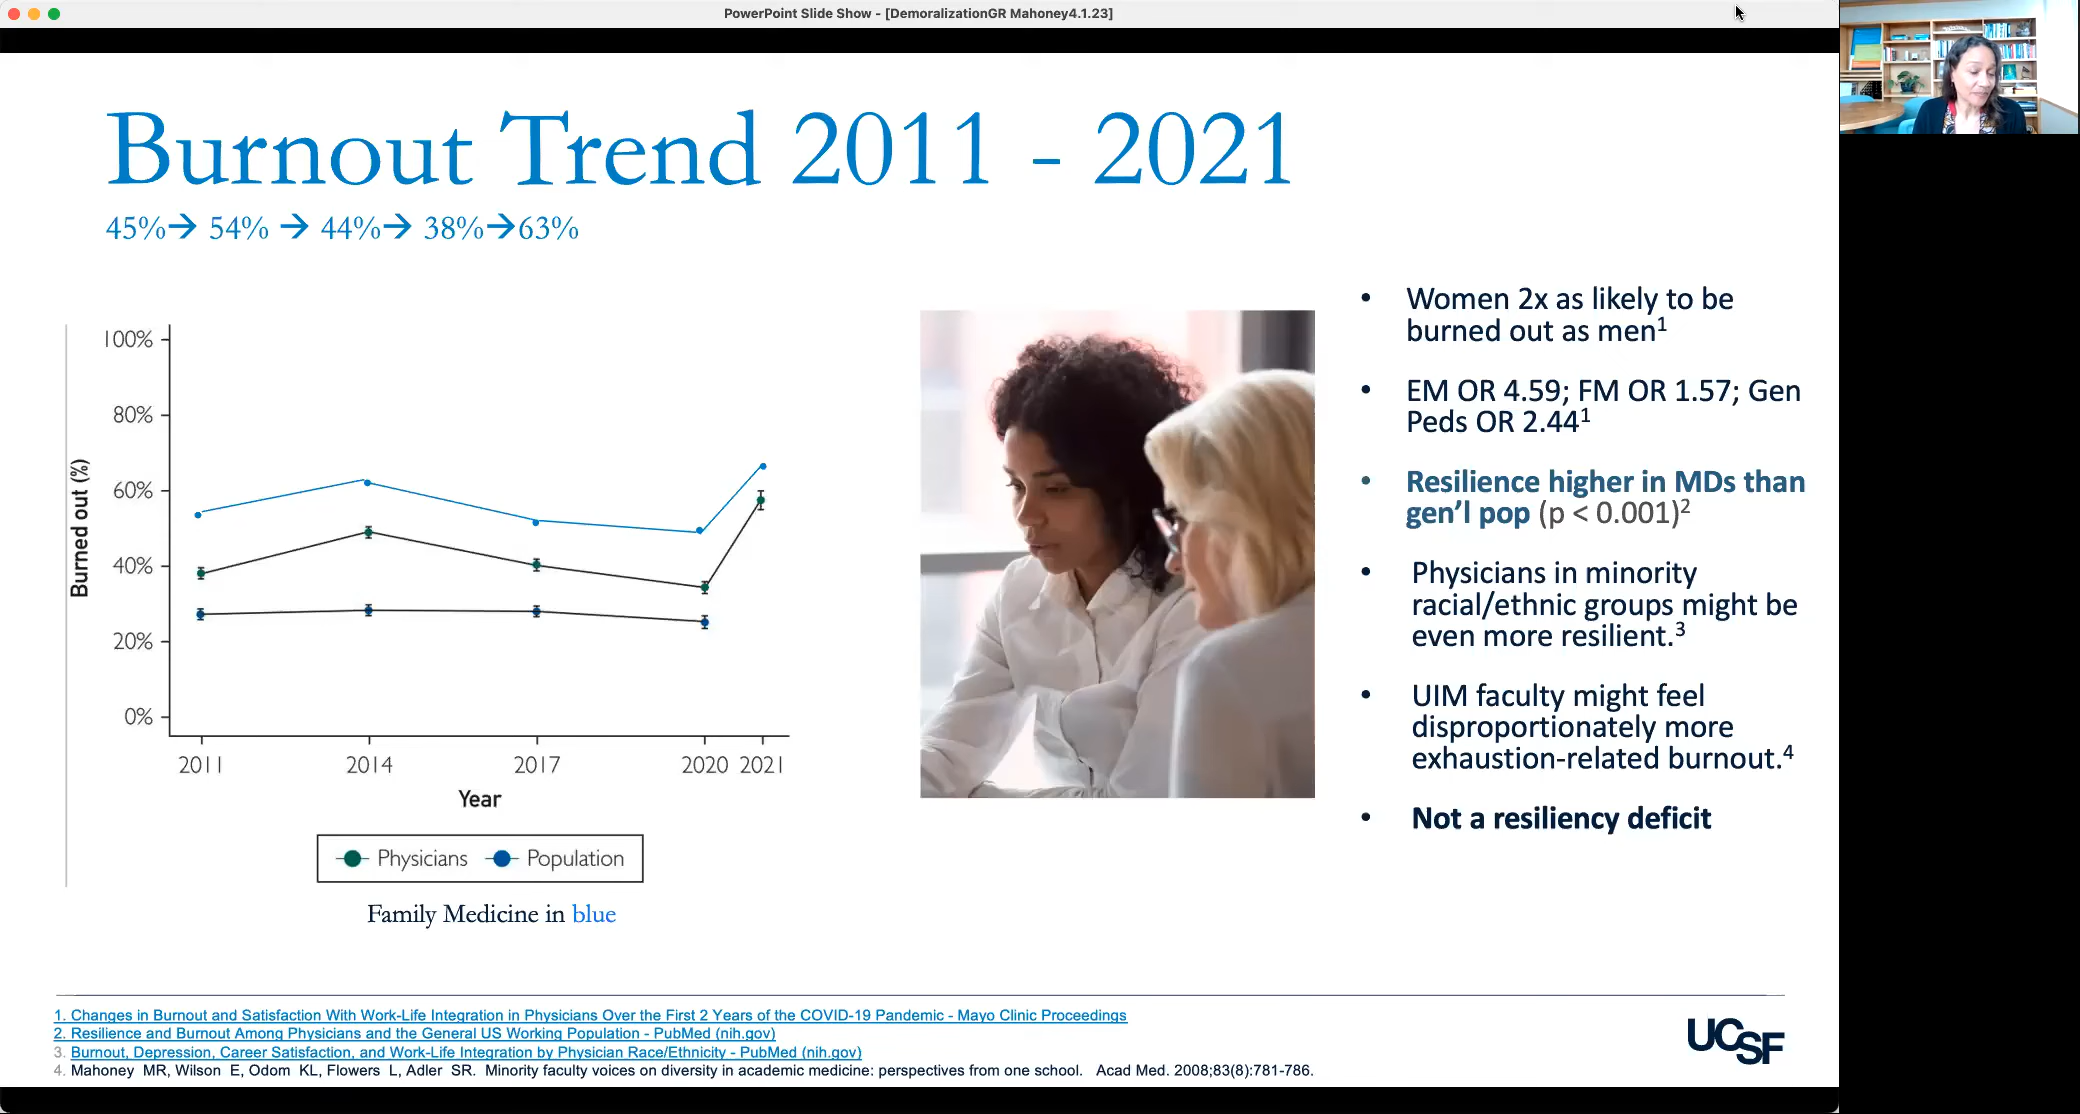 PowerPoint Slide Show - [DemoralizationGR Mahoney4.1.23]
Burnout Trend 2011 - 2021
45%→ 54% → 44%→ 38%→63%
100%
80%
60%
40%
20%
0%
Burned out (%)
2011 2014 2017 2020 2021
Year
Physicians Population
Family Medicine in blue
• Women 2x as likely to be
burned out as men¹
• EM OR 4.59; FM OR 1.57; Gen
Peds OR 2.44¹
• Resilience higher in MDs than
gen’l pop (p < 0.001)²
• Physicians in minority
racial/ethnic groups might be
even more resilient.³
• UIM faculty might feel
disproportionately more
exhaustion-related burnout.⁴
• Not a resiliency deficit
1. Changes in Burnout and Satisfaction With Work-Life Integration in Physicians Over the First 2 Years of the COVID-19 Pandemic - Mayo Clinic Proceedings
2. Resilience and Burnout Among Physicians and the General US Working Population - PubMed (nih.gov)
3. Burnout, Depression, Career Satisfaction, and Work-Life Integration by Physician Race/Ethnicity - PubMed (nih.gov)
4. Mahoney MR, Wilson E, Odom KL, Flowers L, Adler SR. Minority faculty voices on diversity in academic medicine: perspectives from one school. Acad Med. 2008;83(8):781-786.
UCSF